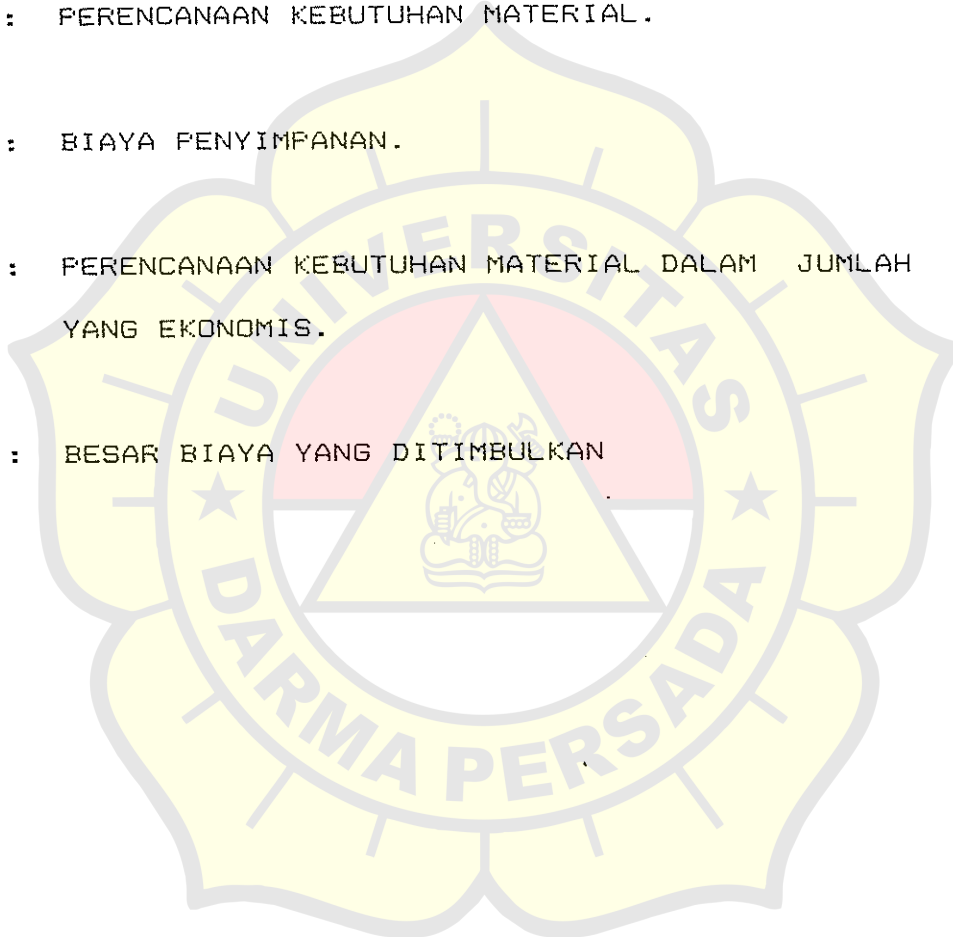 : PERENCANAAN KEBUTUHAN MATERIAL.
: BIAYA PENYIMPANAN.
: PERENCANAAN KEBUTUHAN MATERIAL DALAM JUMLAH
YANG EKONOMIS.
: BESAR BIAYA YANG DITIMBULKAN
UNIVERSITAS
DARMA PERSADA